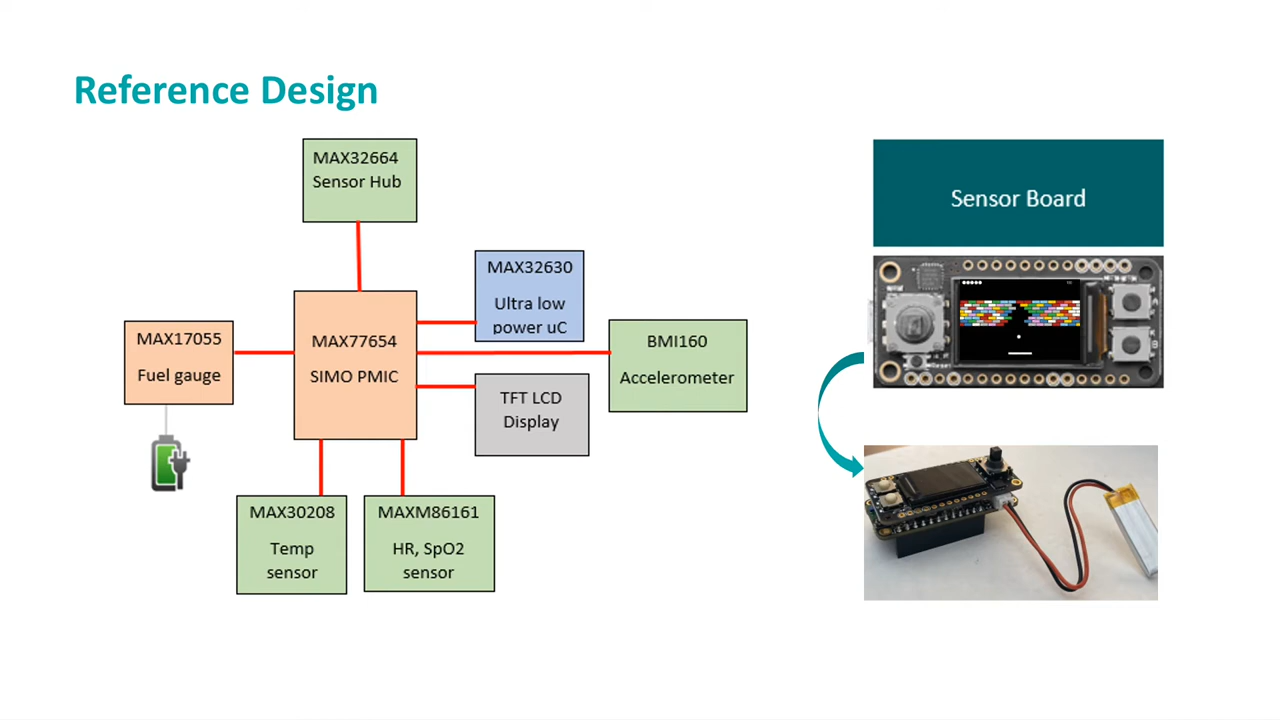 Reference Design
MAX32664
Sensor Hub
MAX32630
Ultra low
power uC
MAX17055
Fuel gauge
MAX77654
SIMO PMIC
BMI160
Accelerometer
TFT LCD
Display
MAX30208
Temp
sensor
MAXM86161
HR, SpO2
sensor
Sensor Board
Reset